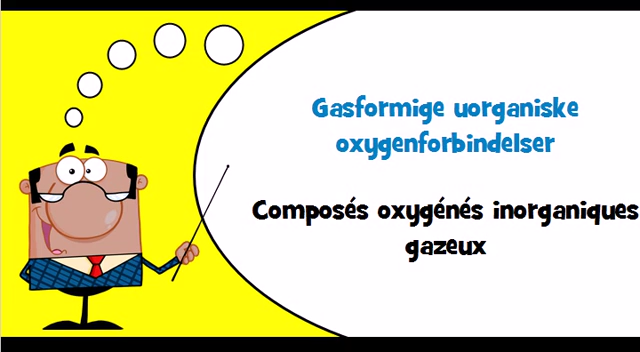 Gasformige uorganiske
oxygenforbindelser
Composés oxygénés inorganiques
gazeux